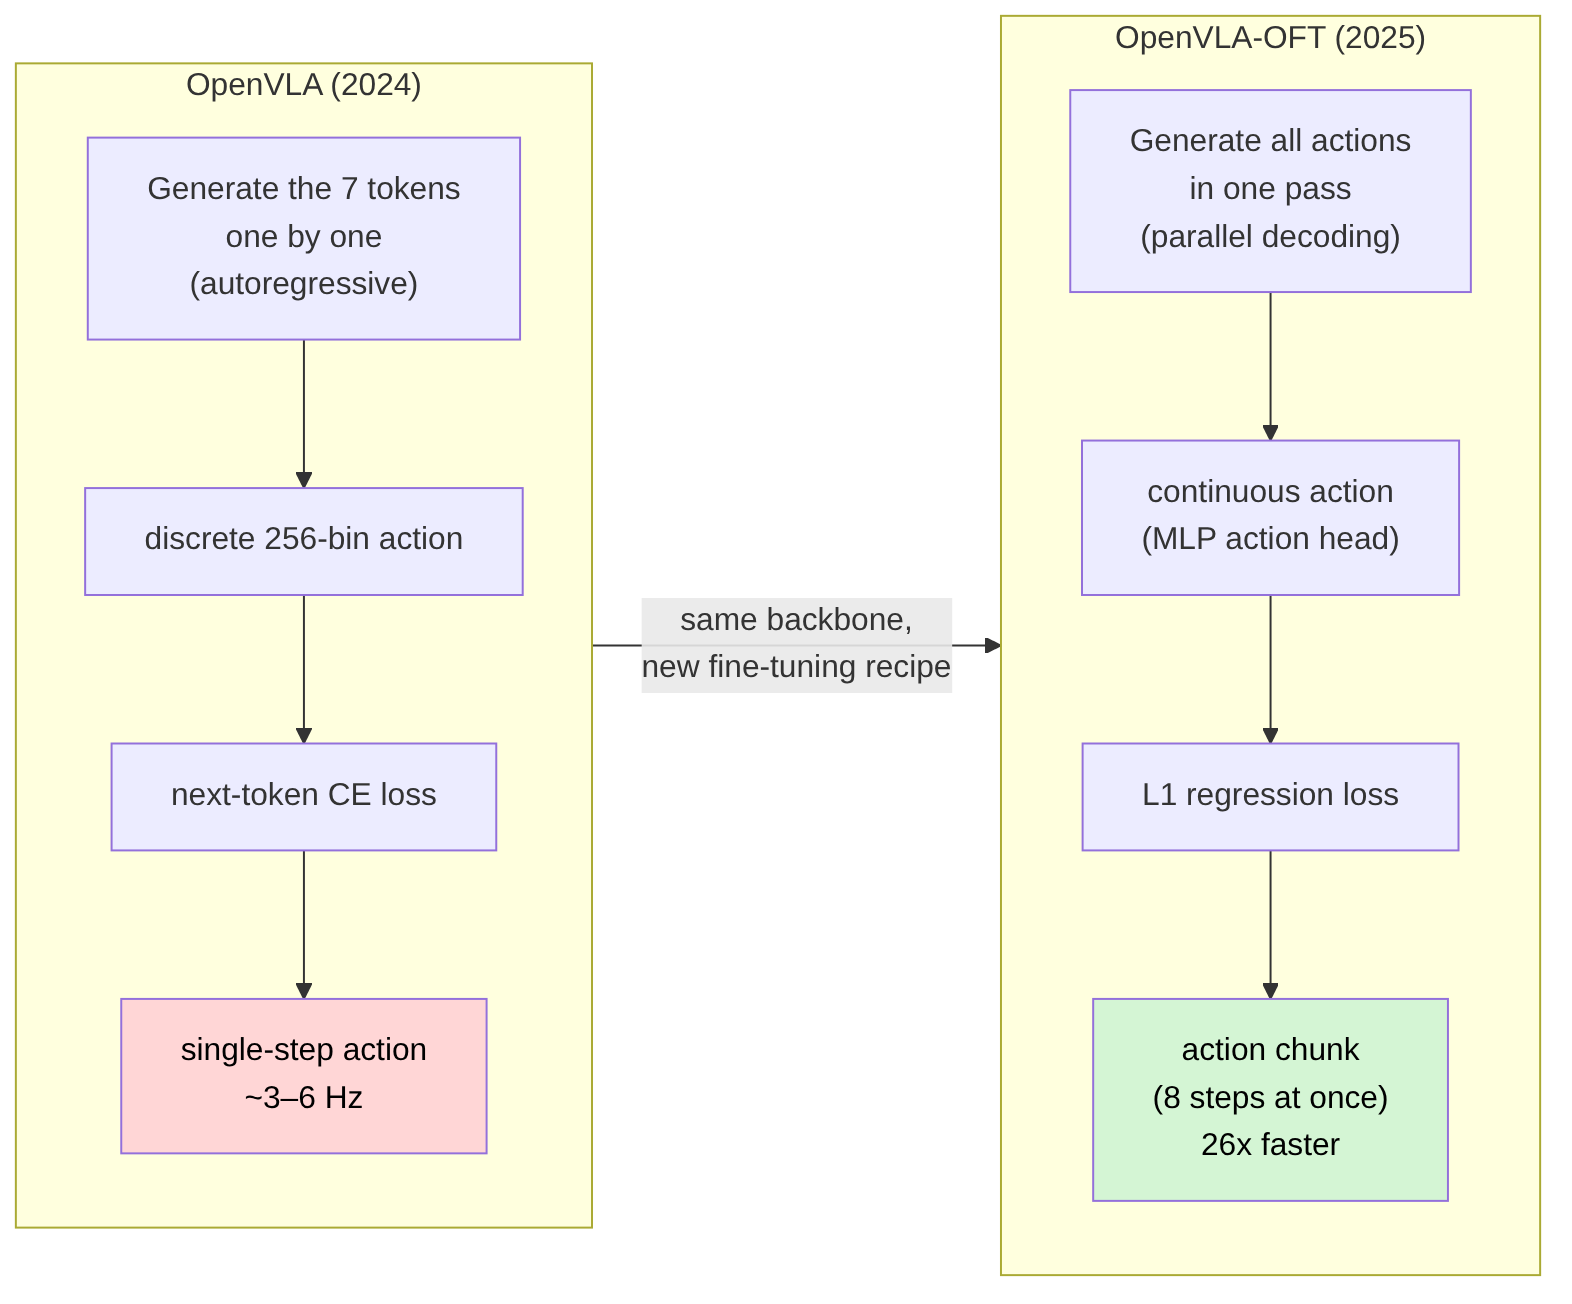 OpenVLA (2024)
Generate the 7 tokens
one by one
(autoregressive)
discrete 256-bin action
next-token CE loss
single-step action
~3–6 Hz
same backbone,
new fine-tuning recipe
OpenVLA-OFT (2025)
Generate all actions
in one pass
(parallel decoding)
continuous action
(MLP action head)
L1 regression loss
action chunk
(8 steps at once)
26x faster